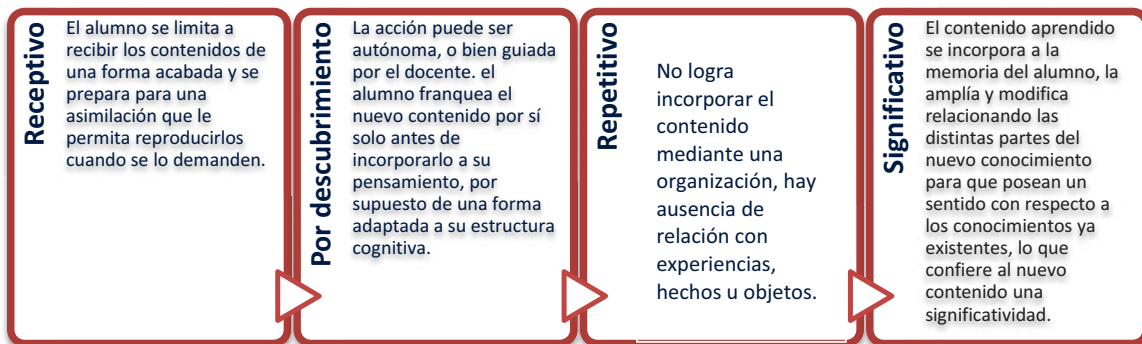 Receptivo
El alumno se limita a
recibir los contenidos de
una forma acabada y se
prepara para una
asimilación que le
permita reproducirlos
cuando se lo demanden.
Por descubrimiento
La acción puede ser
autónoma, o bien guiada
por el docente. el
alumno franquea el
nuevo contenido por sí
solo antes de
incorporarlo a su
pensamiento, por
supuesto de una forma
adaptada a su estructura
cognitiva.
Repetitivo
No logra
incorporar el
contenido
mediante una
organización, hay
ausencia de
relación con
experiencias,
hechos u objetos.
Significativo
El contenido aprendido
se incorpora a la
memoria del alumno, la
amplía y modifica
relacionando las
distintas partes del
nuevo conocimiento
para que posean un
sentido con respecto a
los conocimientos ya
existentes, lo que
confiere al nuevo
contenido una
significatividad.